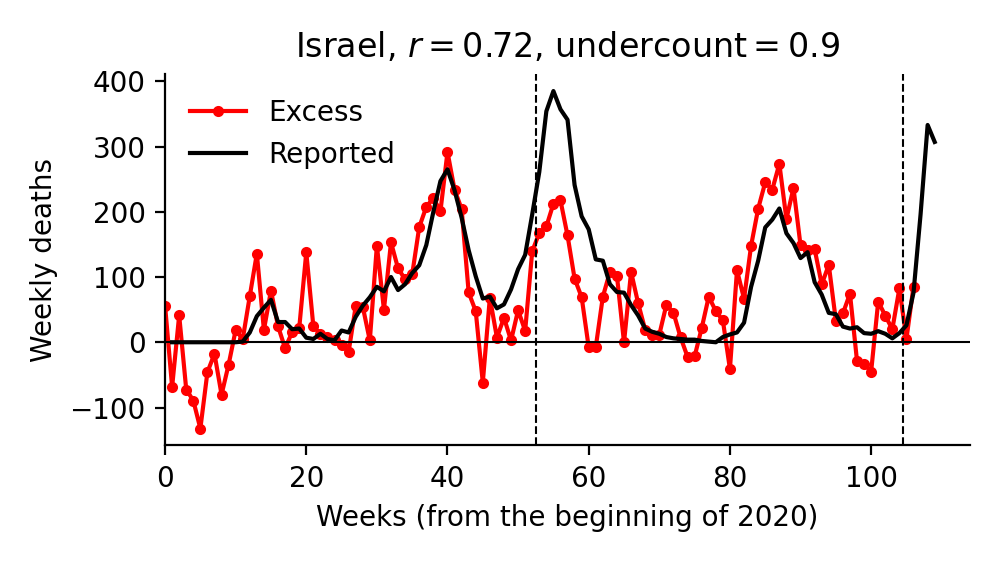 Israel, r = 0.72, undercount = 0.9
400
300
200
100
0
−100
Weekly deaths
Excess
Reported
0 20 40 60 80 100
Weeks (from the beginning of 2020)